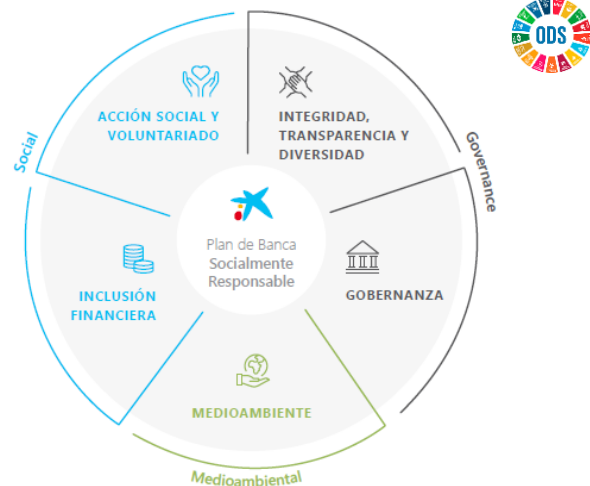 ODS
ACCIÓN SOCIAL Y
VOLUNTARIADO
INTEGRIDAD,
TRANSPARENCIA Y
DIVERSIDAD
Social
Governance
Plan de Banca
Socialmente
Responsable
INCLUSIÓN
FINANCIERA
GOBERNANZA
MEDIOAMBIENTE
Medioambiental